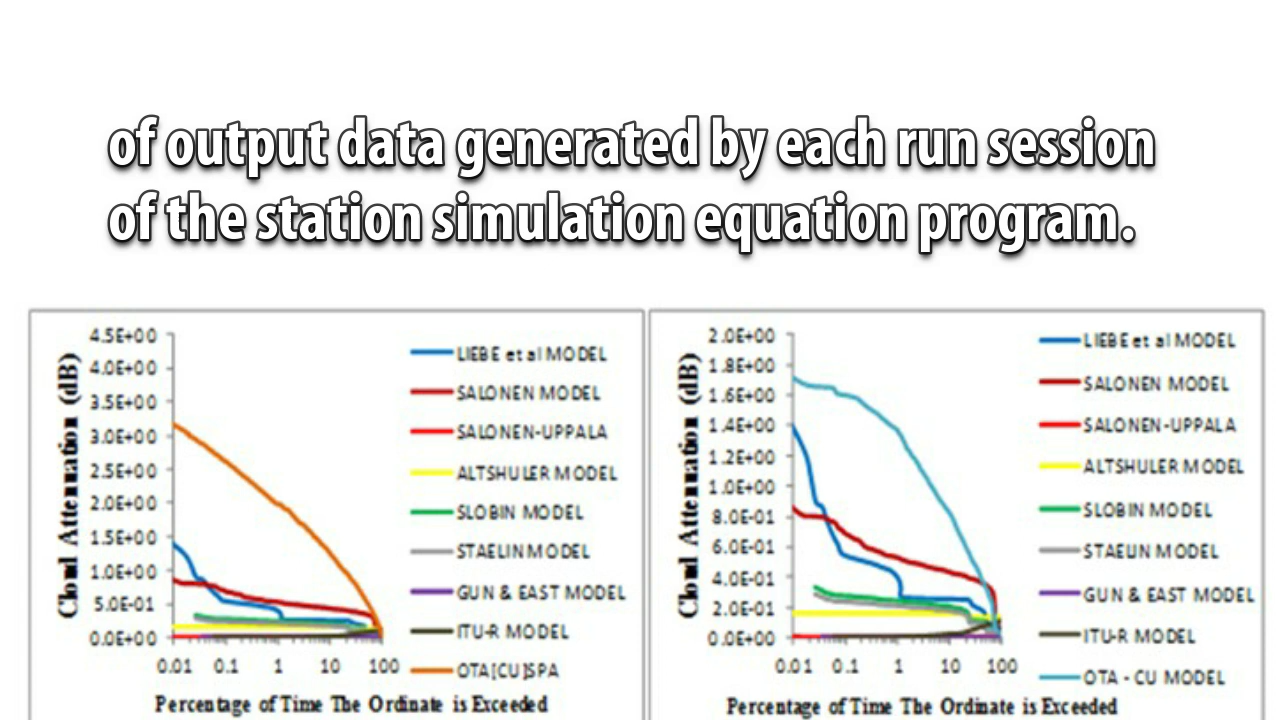 of output data generated by each run session
of the station simulation equation program.
Cloud Attenuation (dB)
4.5E+00
4.0E+00
3.5E+00
3.0E+00
2.5E+00
2.0E+00
1.5E+00
1.0E+00
5.0E-01
0.0E+00
0.01 0.1 1 10 100
Percentage of Time The Ordinate is Exceeded
LIEBE et al MODEL
SALONEN MODEL
SALONEN-UPPALA
ALTSHULER MODEL
SLOBIN MODEL
STAELIN MODEL
GUN & EAST MODEL
ITU-R MODEL
OTA[CU]SPA
Cloud Attenuation (dB)
2.0E+00
1.8E+00
1.6E+00
1.4E+00
1.2E+00
1.0E+00
8.0E-01
6.0E-01
4.0E-01
2.0E-01
0.0E+00
0.01 0.1 1 10 100
Percentage of Time The Ordinate is Exceeded
LIEBE et al MODEL
SALONEN MODEL
SALONEN-UPPALA
ALTSHULER MODEL
SLOBIN MODEL
STAELIN MODEL
GUN & EAST MODEL
ITU-R MODEL
OTA - CU MODEL